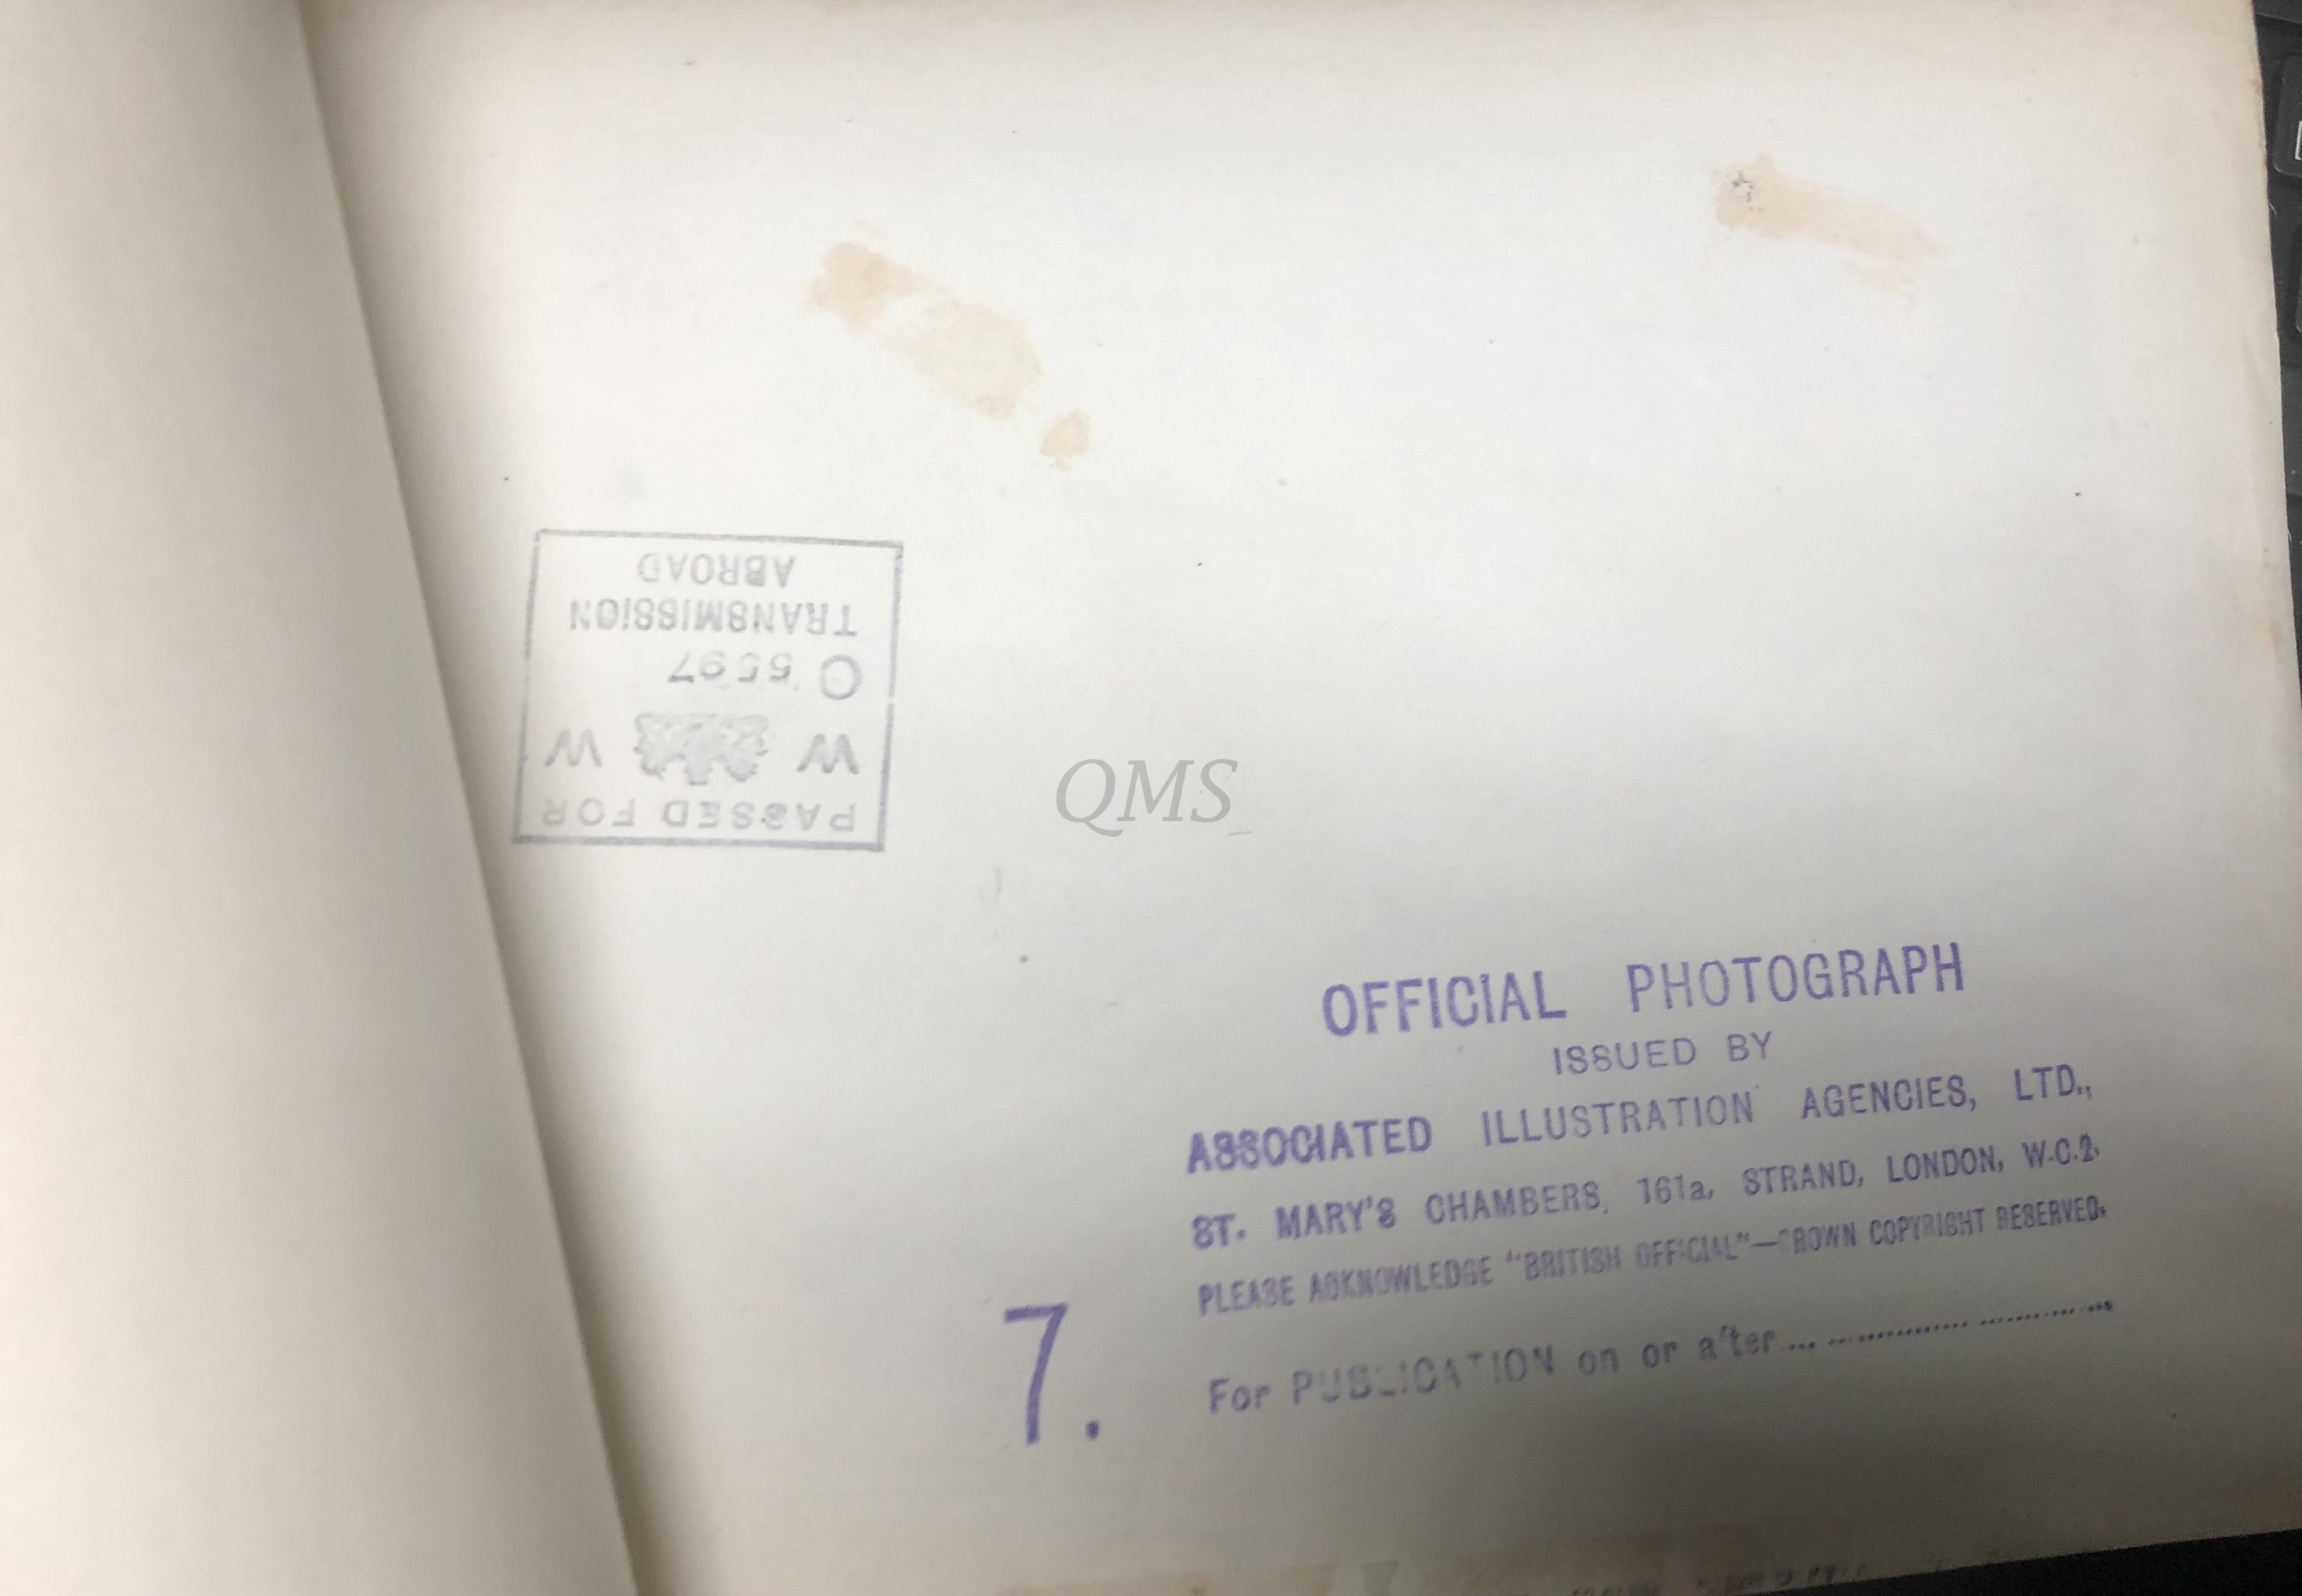 PASSED FOR
W W
C 5597
TRANSMISSION
ABROAD
QMS
OFFICIAL PHOTOGRAPH
ISSUED BY
ASSOCIATED ILLUSTRATION AGENCIES, LTD.,
ST. MARY'S CHAMBERS, 161a, STRAND, LONDON, W.C.2.
PLEASE ACKNOWLEDGE "BRITISH OFFICIAL"—CROWN COPYRIGHT RESERVED.
7.
For PUBLICATION on or after ................................